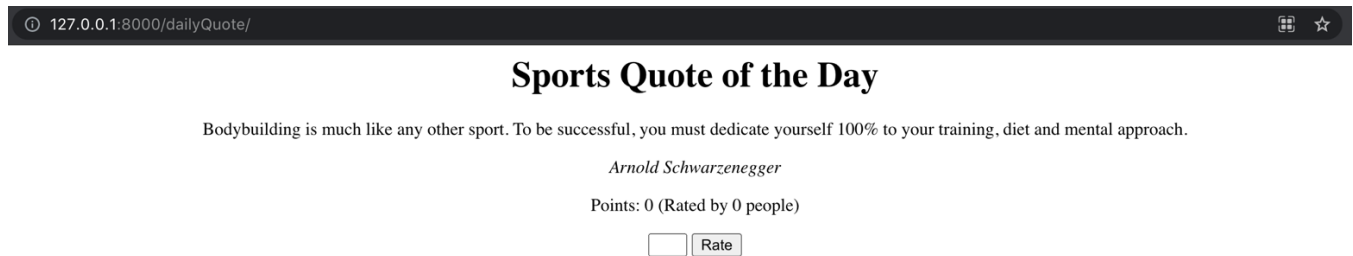 127.0.0.1:8000/dailyQuote/
Sports Quote of the Day
Bodybuilding is much like any other sport. To be successful, you must dedicate yourself 100% to your training, diet and mental approach.
Arnold Schwarzenegger
Points: 0 (Rated by 0 people)
Rate